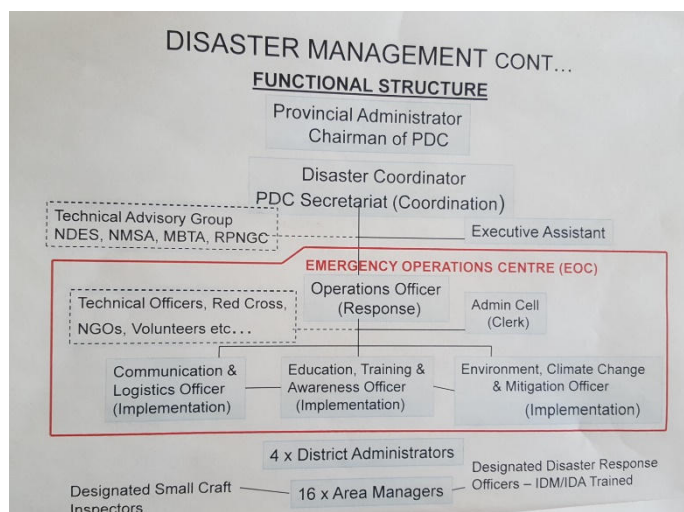 DISASTER MANAGEMENT CONT...
FUNCTIONAL STRUCTURE
Provincial Administrator
Chairman of PDC
Disaster Coordinator
PDC Secretariat (Coordination)
Technical Advisory Group
NDES, NMSA, MBTA, RPNGC
Executive Assistant
EMERGENCY OPERATIONS CENTRE (EOC)
Operations Officer
(Response)
Technical Officers, Red Cross,
NGOs, Volunteers etc...
Admin Cell
(Clerk)
Communication &
Logistics Officer
(Implementation)
Education, Training &
Awareness Officer
(Implementation)
Environment, Climate Change
& Mitigation Officer
(Implementation)
4 x District Administrators
Designated Small Craft
Inspectors
16 x Area Managers
Designated Disaster Response
Officers – IDM/IDA Trained